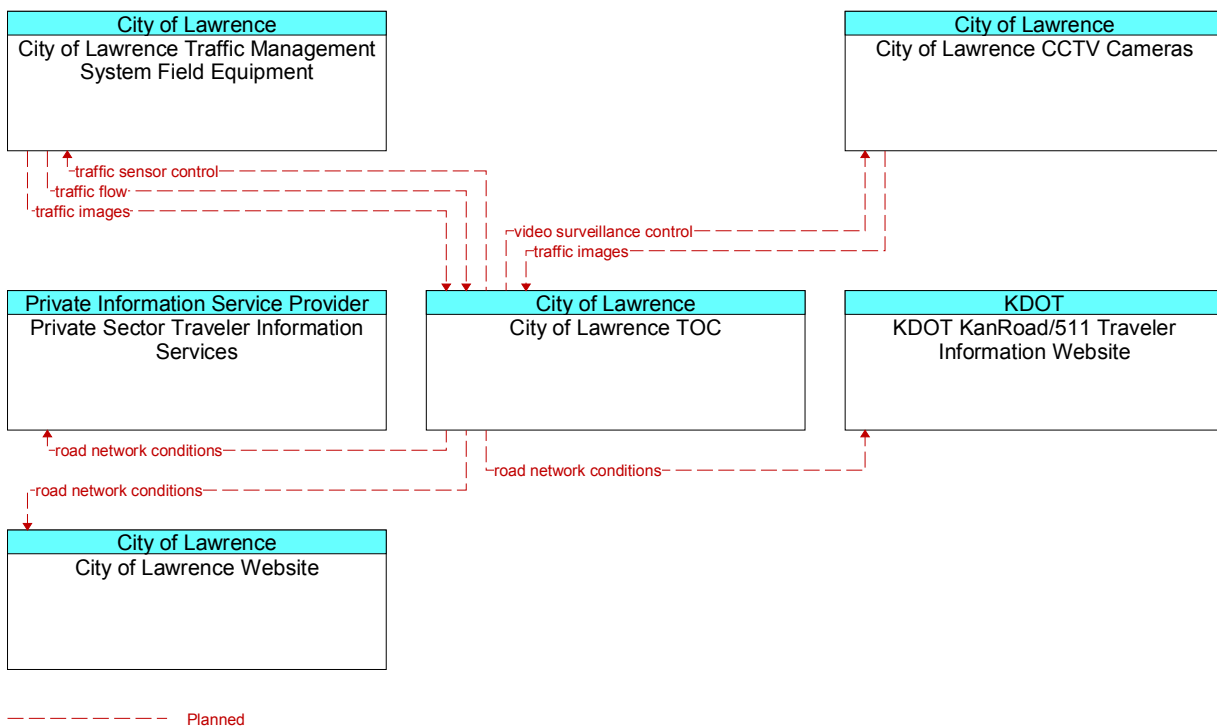 City of Lawrence
City of Lawrence Traffic Management
System Field Equipment
City of Lawrence
City of Lawrence CCTV Cameras
traffic sensor control
traffic flow
traffic images
video surveillance control
traffic images
Private Information Service Provider
Private Sector Traveler Information
Services
City of Lawrence
City of Lawrence TOC
KDOT
KDOT KanRoad/511 Traveler
Information Website
road network conditions
road network conditions
road network conditions
City of Lawrence
City of Lawrence Website
Planned